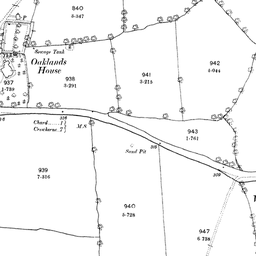 840
5·347
Sewage Tank
Oaklands
House
937
938
3·291
941
3·215
942
1·044
Chard
Crewkerne 7
M.S
943
1·761
Sand Pit
939
940
3·728
947
6·738